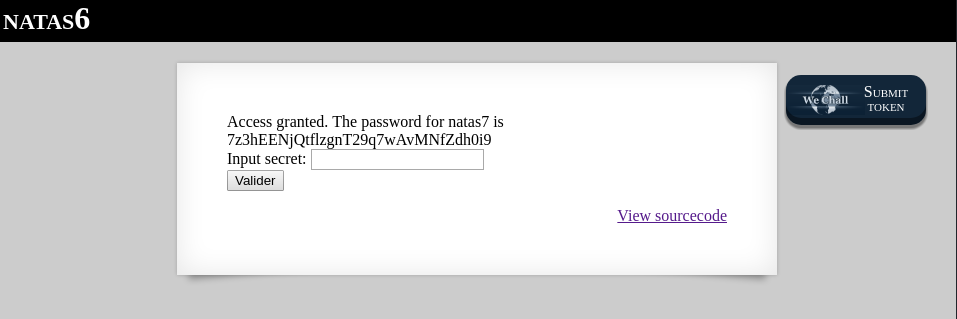 NATAS6
Access granted. The password for natas7 is
7z3hEENjQtflzgnT29q7wAvMNfZdh0i9
Input secret:
Valider
View sourcecode
We Chall
SUBMIT
TOKEN